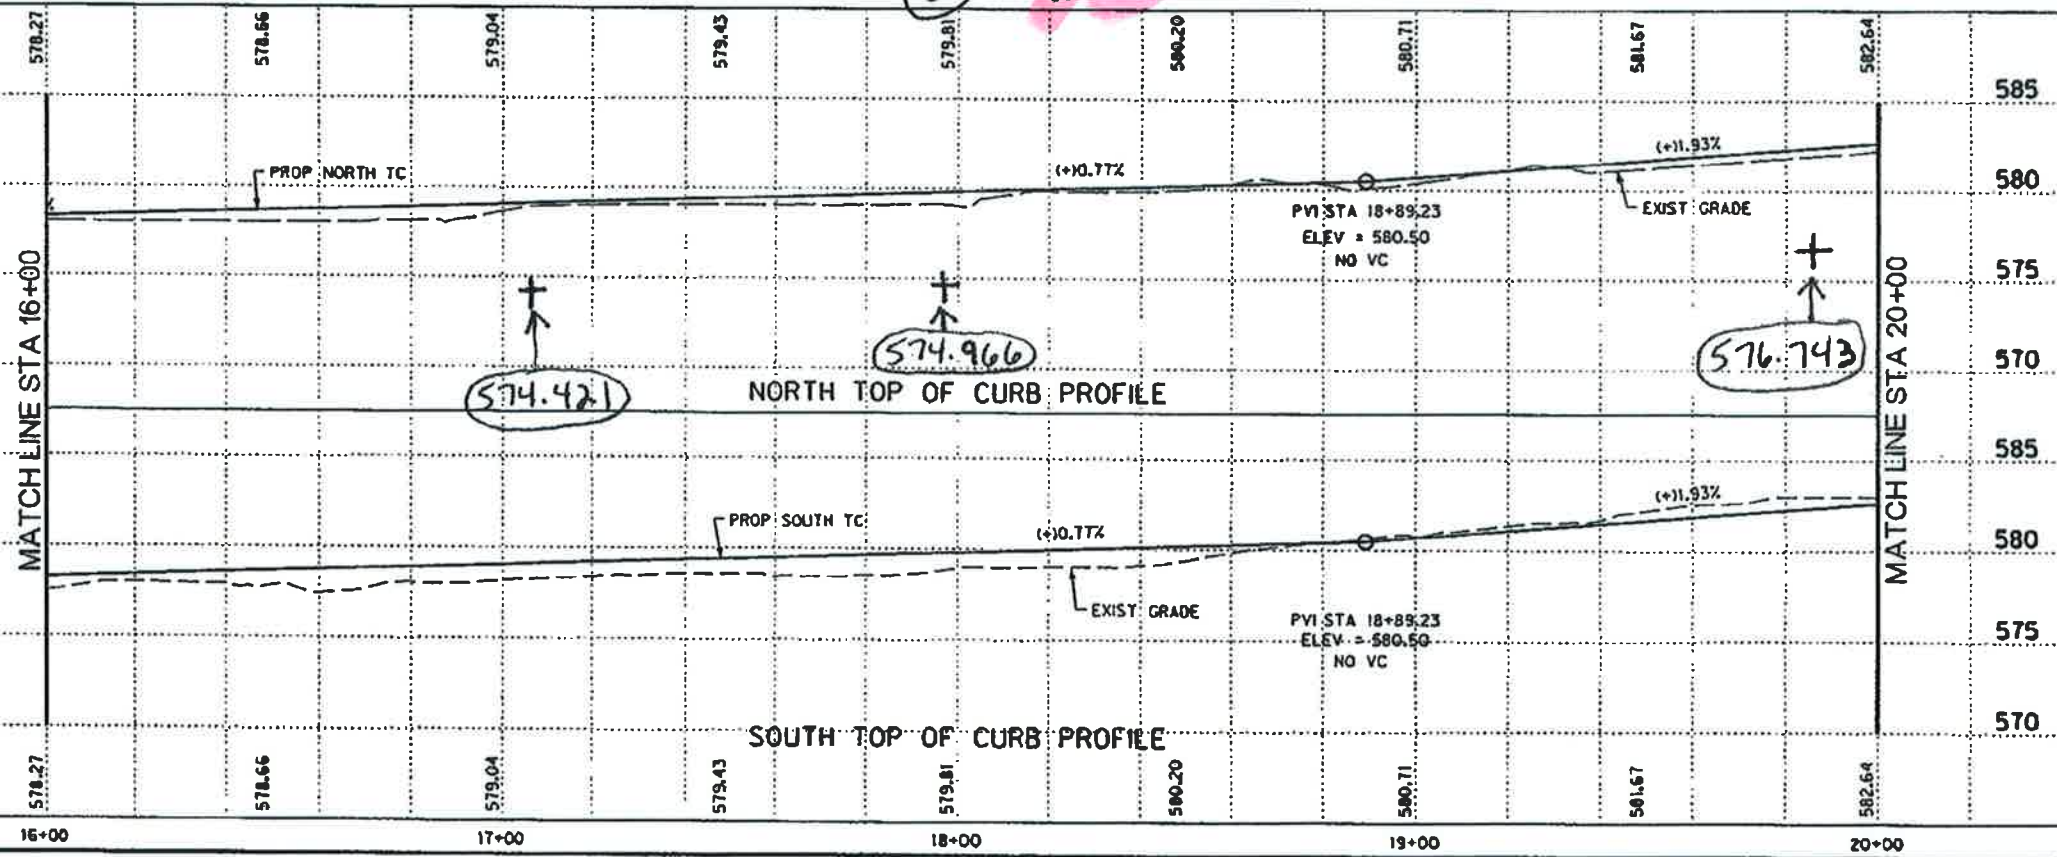 578.27 578.66 579.04 579.43 579.81 580.20 580.71 581.67 582.64
585
(+)1.93%
PROP NORTH TC
(+)0.77%
580
PVI STA 18+89.23
EXIST GRADE
ELEV = 580.50
NO VC
575
574.966
576.743
570
574.421
NORTH TOP OF CURB PROFILE
MATCH LINE STA 16+00
MATCH LINE STA 20+00
585
(+)1.93%
PROP SOUTH TC
(+)0.77%
580
EXIST GRADE
PVI STA 18+89.23
575
ELEV = 580.50
NO VC
570
SOUTH TOP OF CURB PROFILE
578.27 578.66 579.04 579.43 579.81 580.20 580.71 581.67 582.64
16+00 17+00 18+00 19+00 20+00